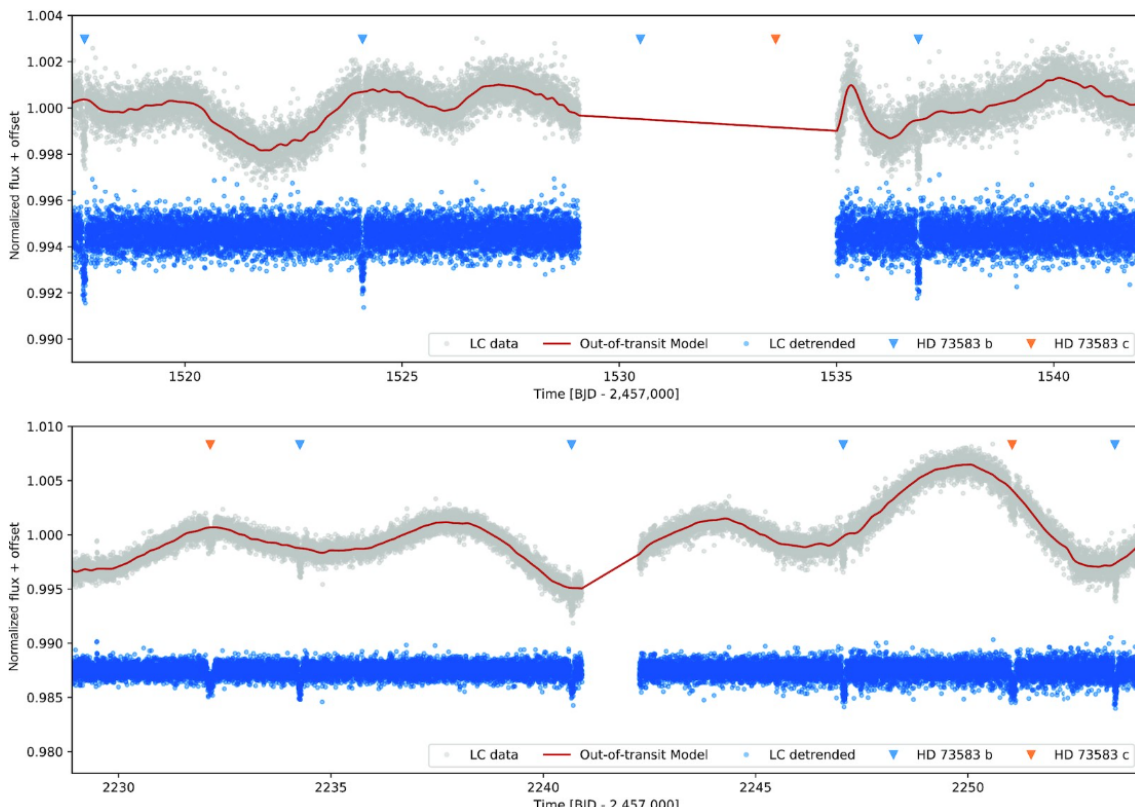 1.004
1.002
1.000
0.998
0.996
0.994
0.992
0.990
Normalized flux + offset
LC data Out-of-transit Model LC detrended HD 73583 b HD 73583 c
1520 1525 1530 1535 1540
Time [BJD - 2,457,000]
1.010
1.005
1.000
0.995
0.990
0.985
0.980
Normalized flux + offset
LC data Out-of-transit Model LC detrended HD 73583 b HD 73583 c
2230 2235 2240 2245 2250
Time [BJD - 2,457,000]